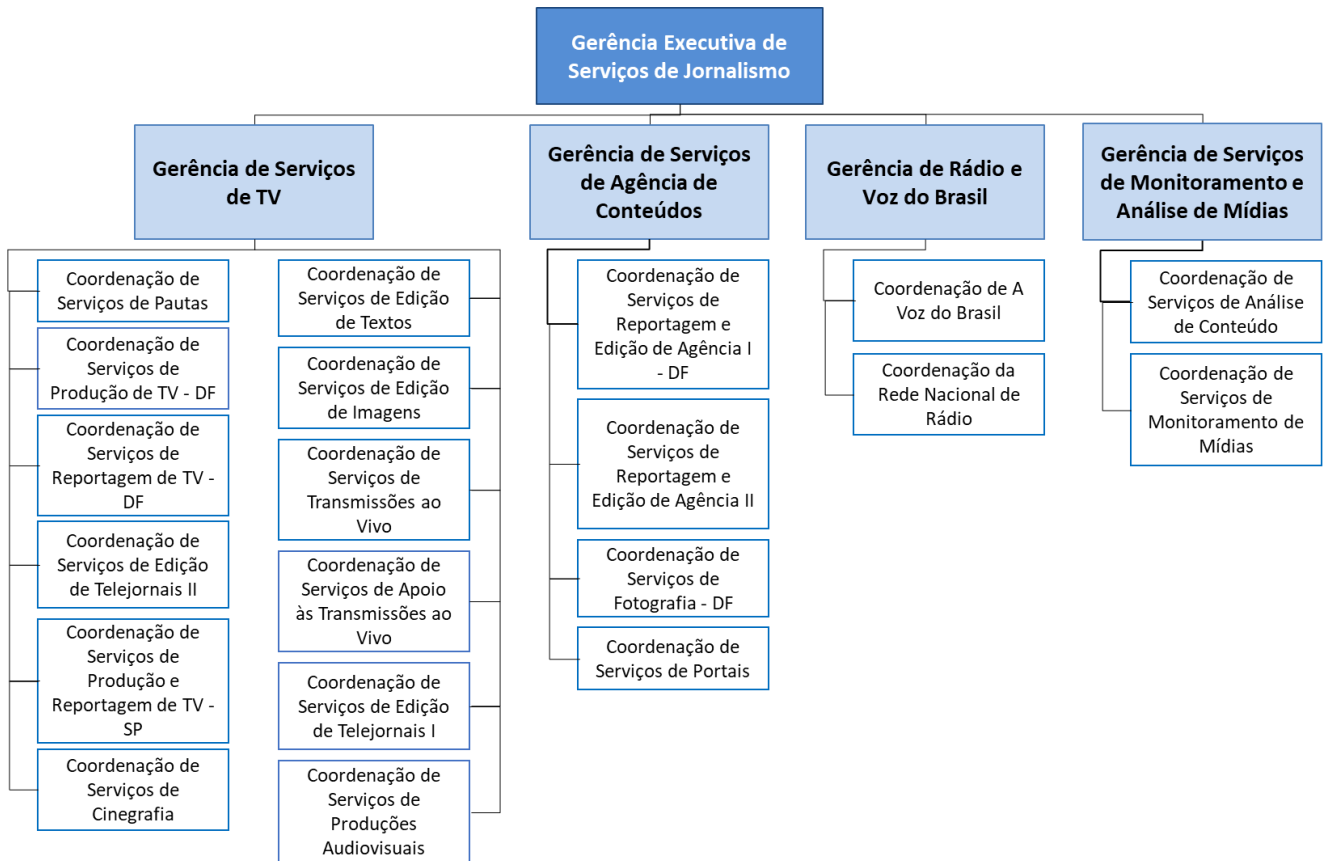 Gerência Executiva de
Serviços de Jornalismo
Gerência de Serviços
de TV
Coordenação de
Serviços de Pautas
Coordenação de
Serviços de
Produção de TV - DF
Coordenação de
Serviços de
Reportagem de TV -
DF
Coordenação de
Serviços de Edição
de Telejornais II
Coordenação de
Serviços de
Produção e
Reportagem de TV -
SP
Coordenação de
Serviços de
Cinegrafia
Coordenação de
Serviços de Edição
de Textos
Coordenação de
Serviços de Edição
de Imagens
Coordenação de
Serviços de
Transmissões ao
Vivo
Coordenação de
Serviços de Apoio
às Transmissões ao
Vivo
Coordenação de
Serviços de Edição
de Telejornais I
Coordenação de
Serviços de
Produções
Audiovisuais
Gerência de Serviços
de Agência de
Conteúdos
Coordenação de
Serviços de
Reportagem e
Edição de Agência I
- DF
Coordenação de
Serviços de
Reportagem e
Edição de Agência II
Coordenação de
Serviços de
Fotografia - DF
Coordenação de
Serviços de Portais
Gerência de Rádio e
Voz do Brasil
Coordenação de A
Voz do Brasil
Coordenação da
Rede Nacional de
Rádio
Gerência de Serviços
de Monitoramento e
Análise de Mídias
Coordenação de
Serviços de Análise
de Conteúdo
Coordenação de
Serviços de
Monitoramento de
Mídias